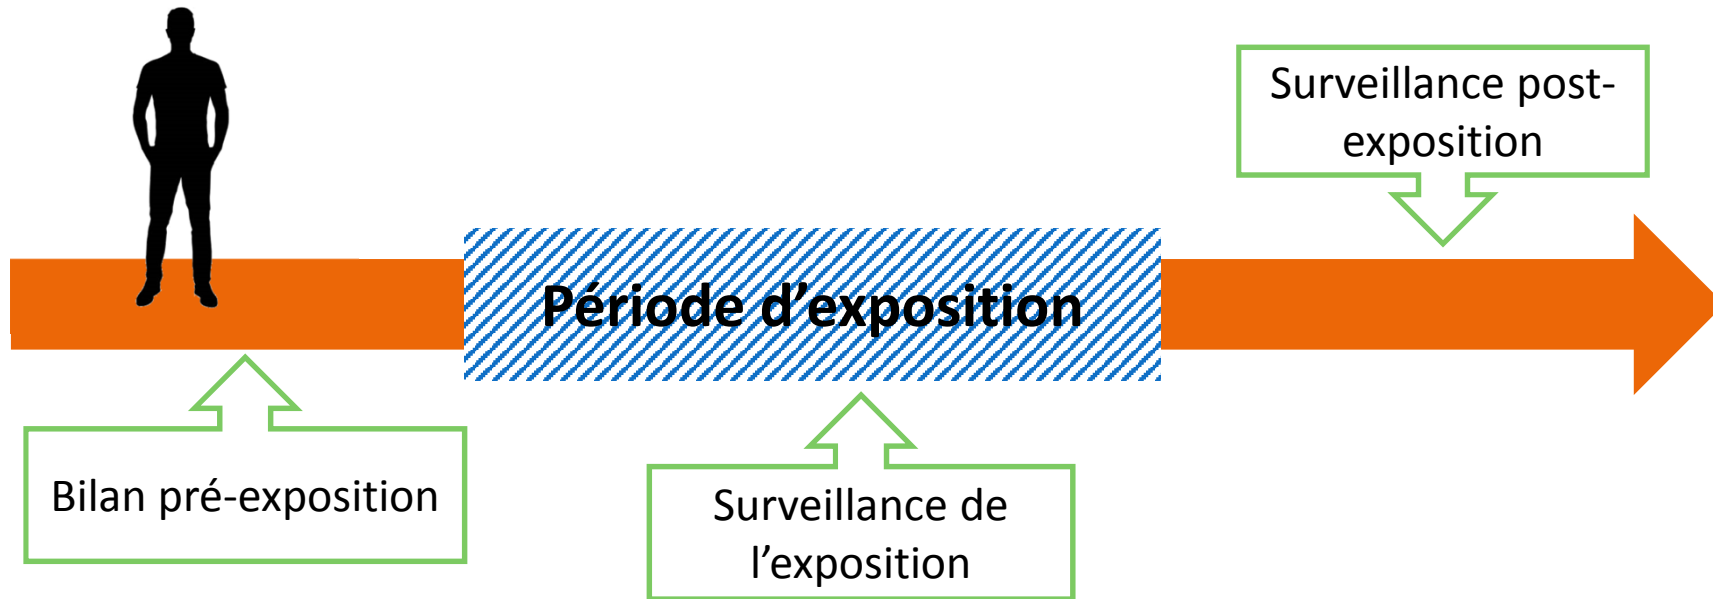 Surveillance post-
exposition
Période d’exposition
Bilan pré-exposition
Surveillance de
l’exposition